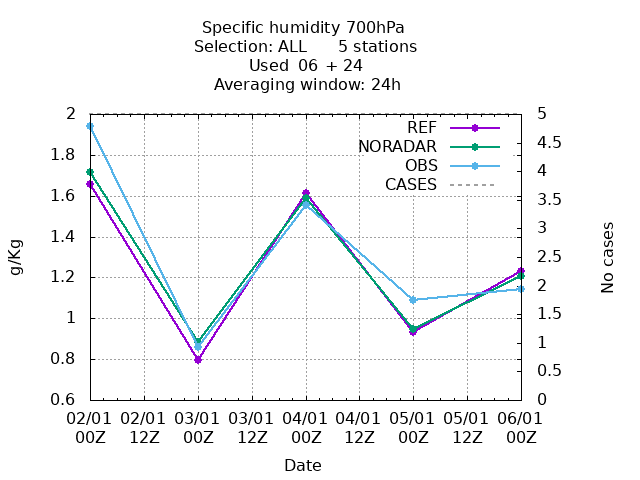 Specific humidity 700hPa
Selection: ALL 5 stations
Used 06 + 24
Averaging window: 24h
2
1.8
1.6
1.4
1.2
1
0.8
0.6
g/Kg
REF
NORADAR
OBS
CASES
5
4.5
4
3.5
3
2.5
2
1.5
1
0.5
0
No cases
02/01 02/01 03/01 03/01 04/01 04/01 05/01 05/01 06/01
00Z 12Z 00Z 12Z 00Z 12Z 00Z 12Z 00Z
Date